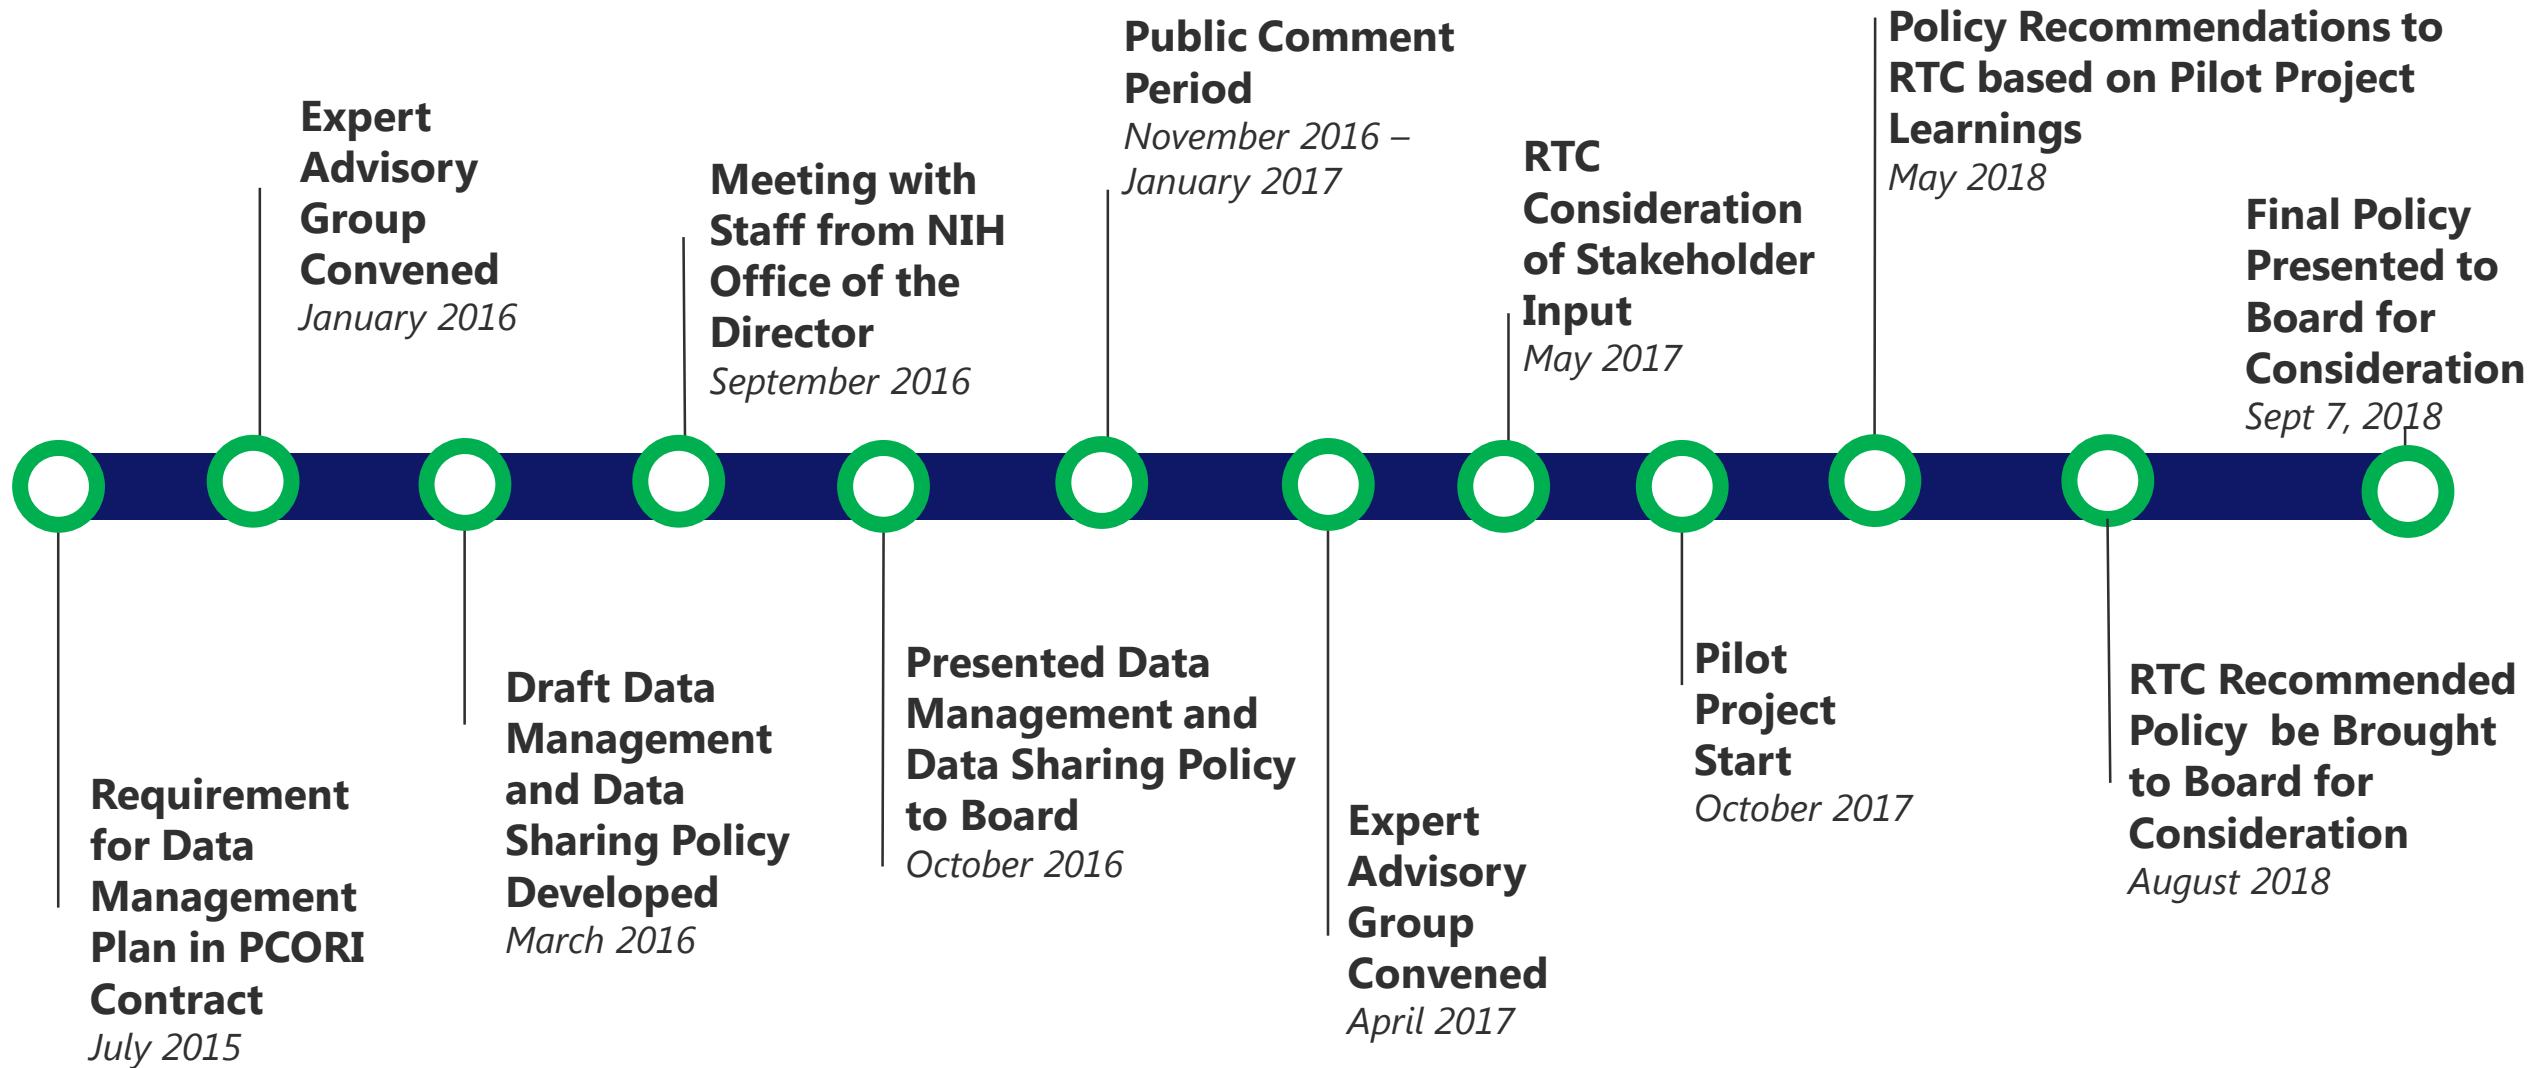 Requirement
for Data
Management
Plan in PCORI
Contract
July 2015
Expert
Advisory
Group
Convened
January 2016
Draft Data
Management
and Data
Sharing Policy
Developed
March 2016
Meeting with
Staff from NIH
Office of the
Director
September 2016
Presented Data
Management and
Data Sharing Policy
to Board
October 2016
Public Comment
Period
November 2016 –
January 2017
Expert
Advisory
Group
Convened
April 2017
RTC
Consideration
of Stakeholder
Input
May 2017
Pilot
Project
Start
October 2017
Policy Recommendations to
RTC based on Pilot Project
Learnings
May 2018
RTC Recommended
Policy  be Brought
to Board for
Consideration
August 2018
Final Policy
Presented to
Board for
Consideration
Sept 7, 2018